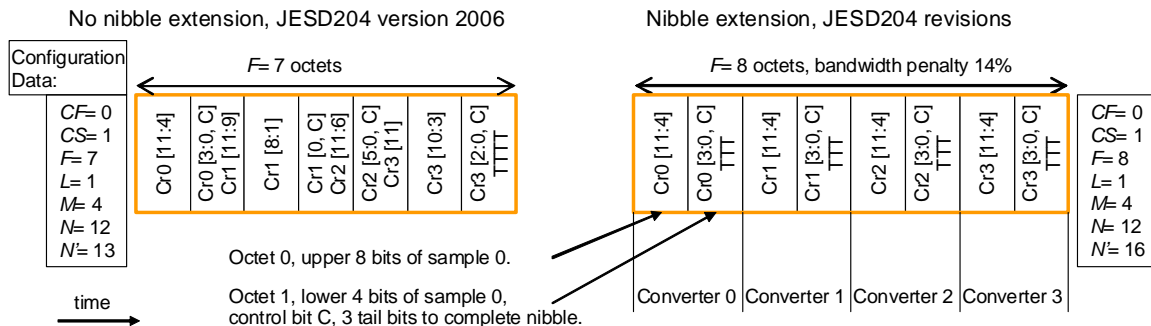 No nibble extension, JESD204 version 2006
Nibble extension, JESD204 revisions
Configuration
Data:
CF= 0
CS= 1
F= 7
L= 1
M= 4
N= 12
N'= 13
F= 7 octets
Cr0 [11:4]
Cr0 [3:0, C]
Cr1 [11:9]
Cr1 [8:1]
Cr1 [0, C]
Cr2 [11:6]
Cr2 [5:0, C]
Cr3 [11]
Cr3 [10:3]
Cr3 [2:0, C]
TTTT
F= 8 octets, bandwidth penalty 14%
Cr0 [11:4]
Cr0 [3:0, C]
TTT
Cr1 [11:4]
Cr1 [3:0, C]
TTT
Cr2 [11:4]
Cr2 [3:0, C]
TTT
Cr3 [11:4]
Cr3 [3:0, C]
TTT
CF= 0
CS= 1
F= 8
L= 1
M= 4
N= 12
N'= 16
Octet 0, upper 8 bits of sample 0.
Octet 1, lower 4 bits of sample 0,
control bit C, 3 tail bits to complete nibble.
Converter 0
Converter 1
Converter 2
Converter 3
time